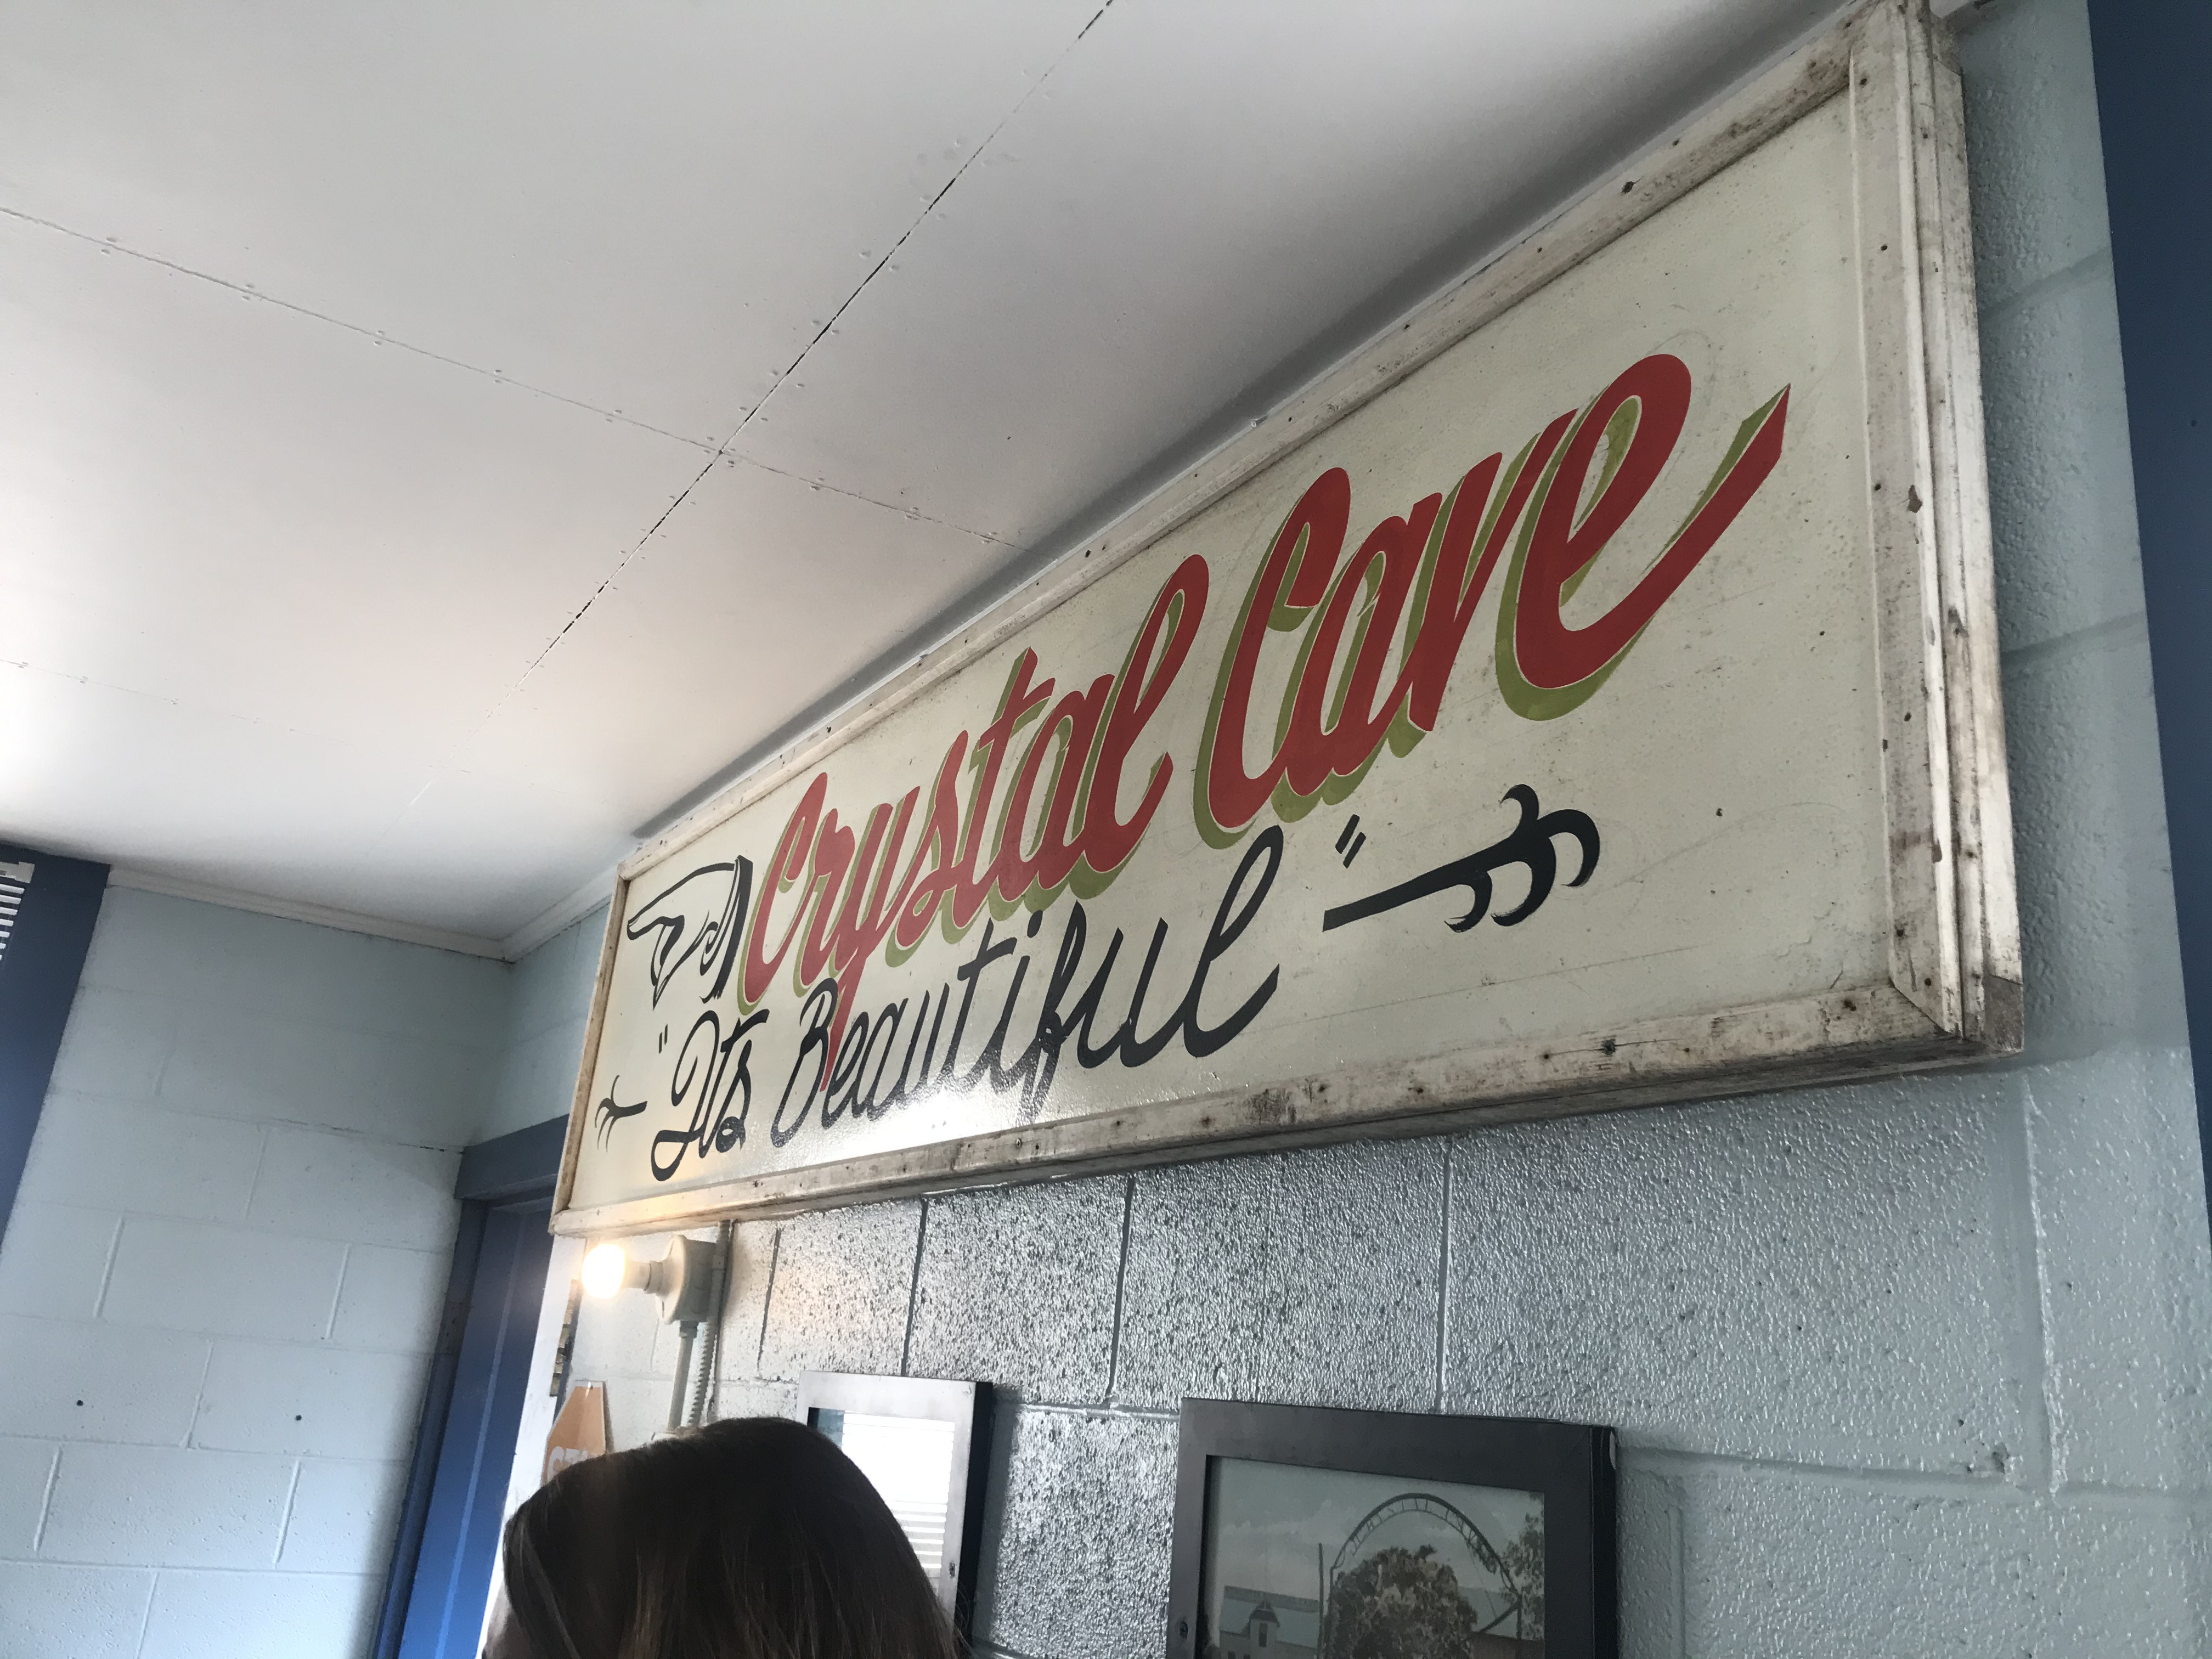 Crystal Cave
"Its Beautiful"